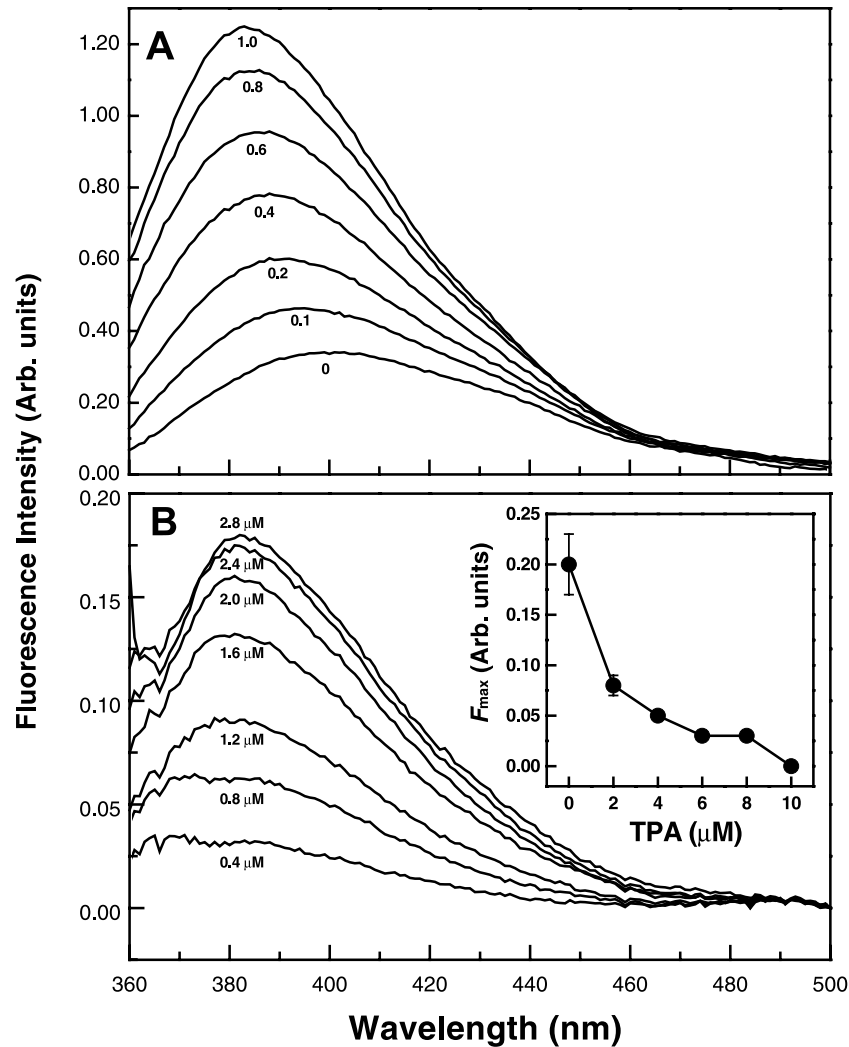 A
1.20
1.00
0.80
0.60
0.40
0.20
0.00
1.0
0.8
0.6
0.4
0.2
0.1
0
Fluorescence Intensity (Arb. units)
B
0.20
0.15
0.10
0.05
0.00
2.8 μM
2.4 μM
2.0 μM
1.6 μM
1.2 μM
0.8 μM
0.4 μM
0.25
0.20
0.15
0.10
0.05
0.00
Fmax (Arb. units)
0 2 4 6 8 10
TPA (μM)
360 380 400 420 440 460 480 500
Wavelength (nm)